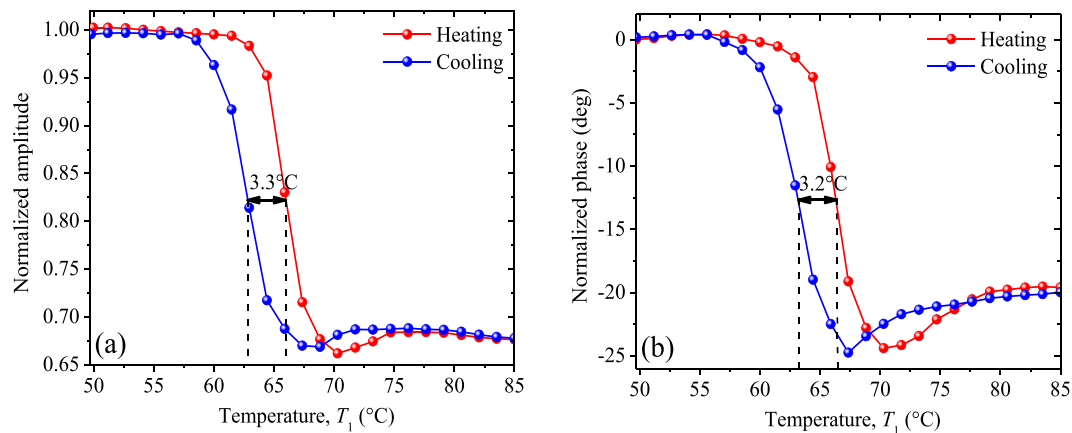 1.00
0.95
0.90
0.85
0.80
0.75
0.70
0.65
Normalized amplitude
Heating
Cooling
3.3°C
(a)
50 55 60 65 70 75 80 85
Temperature, T₁ (°C)
0
-5
-10
-15
-20
-25
Normalized phase (deg)
Heating
Cooling
3.2°C
(b)
50 55 60 65 70 75 80 85
Temperature, T₁ (°C)